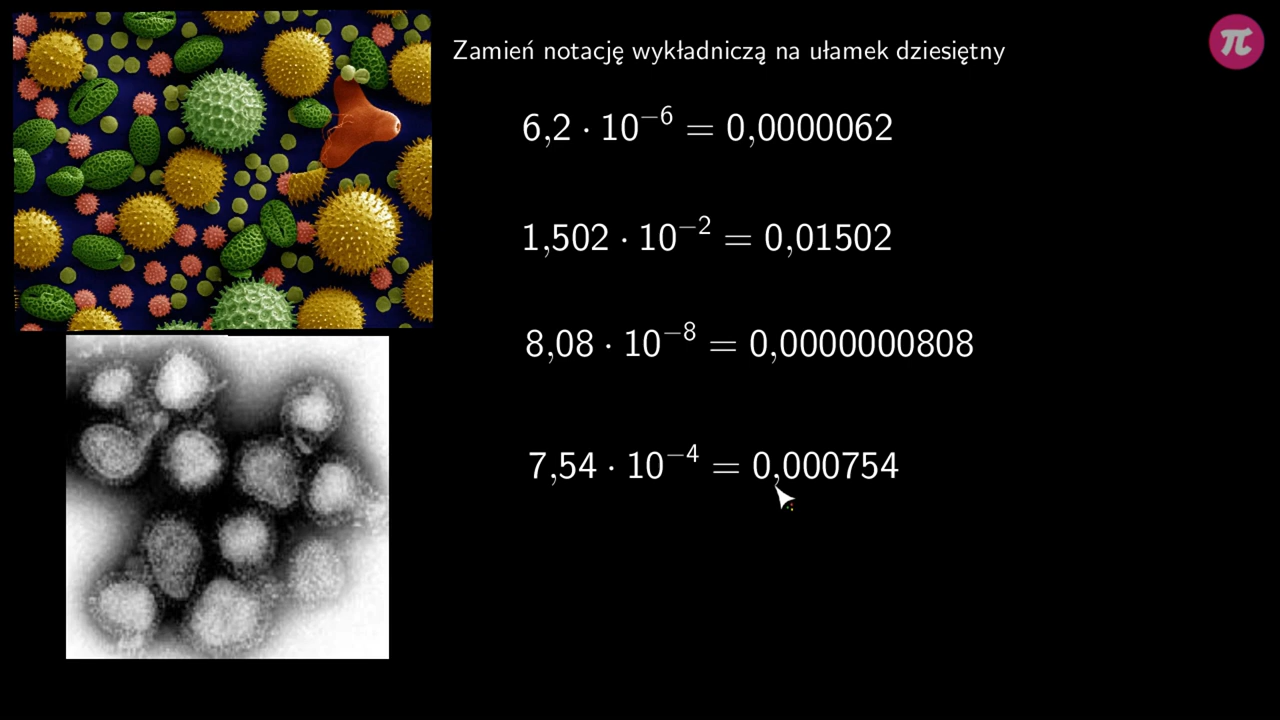 Zamień notację wykładniczą na ułamek dziesiętny
π
6,2 · 10⁻⁶ = 0,0000062
1,502 · 10⁻² = 0,01502
8,08 · 10⁻⁸ = 0,0000000808
7,54 · 10⁻⁴ = 0,000754